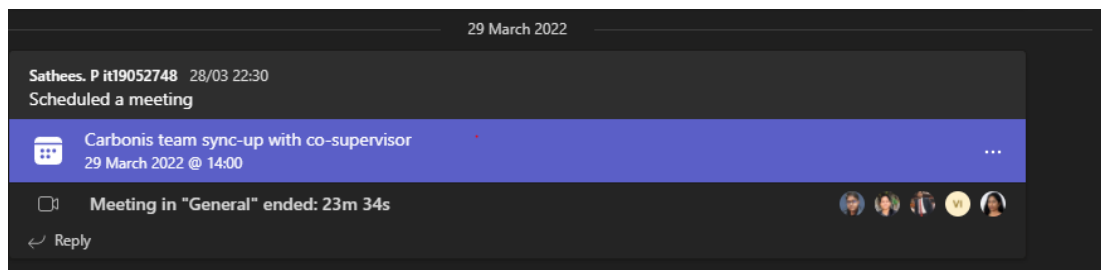 29 March 2022
Sathees. P it19052748 28/03 22:30
Scheduled a meeting
Carbonis team sync-up with co-supervisor
29 March 2022 @ 14:00
...
Meeting in "General" ended: 23m 34s
VI
Reply